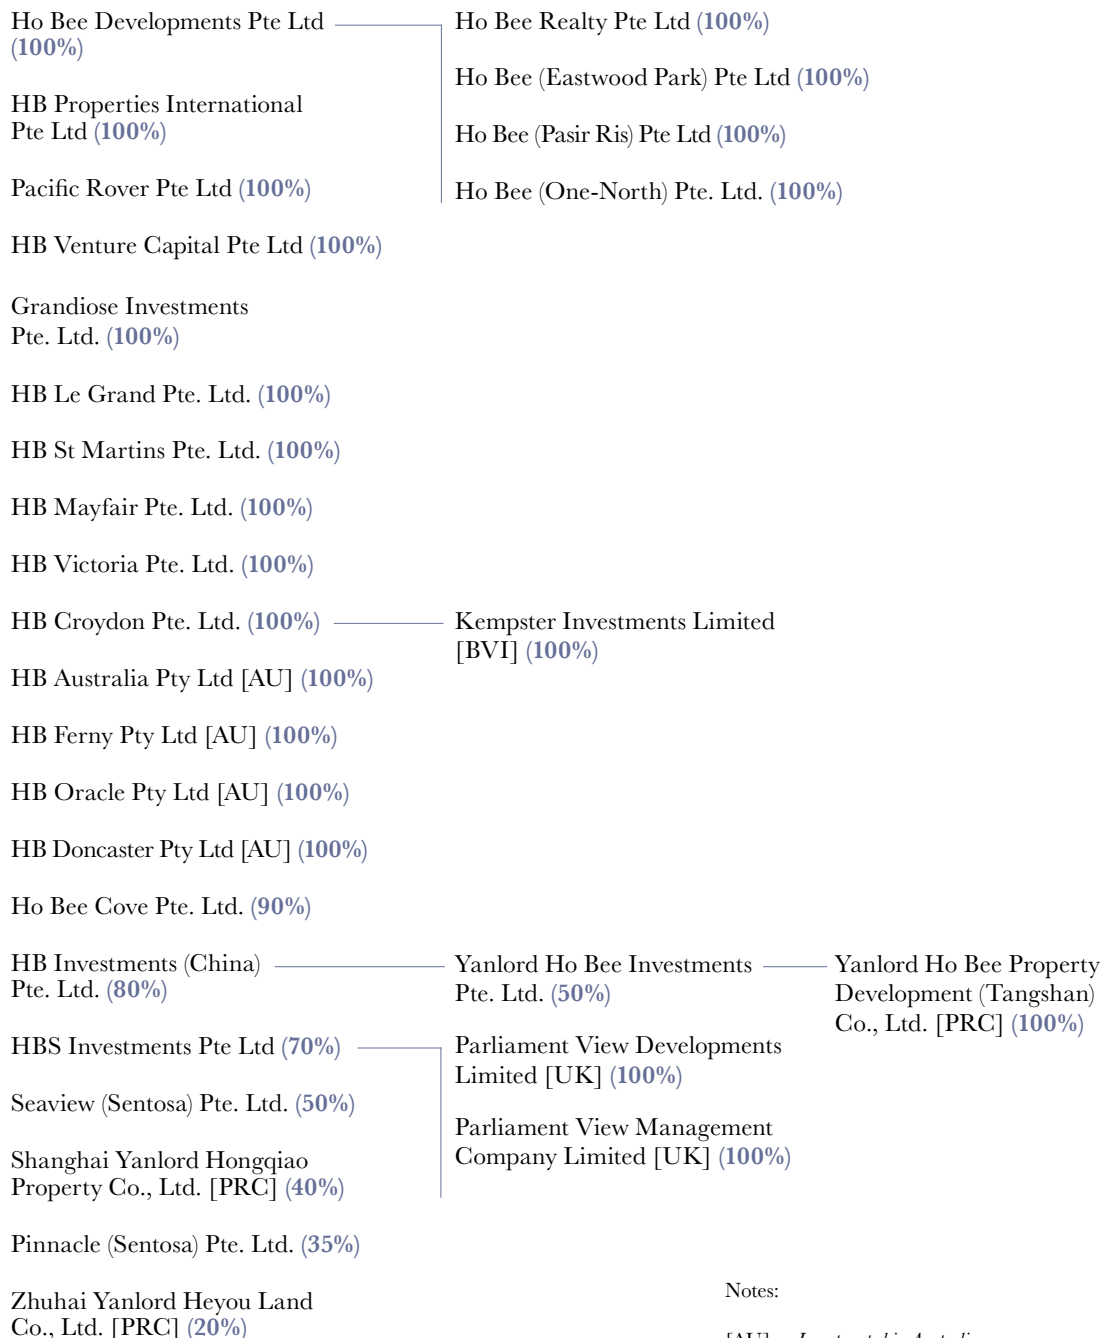 Ho Bee Developments Pte Ltd
(100%)
HB Properties International
Pte Ltd (100%)
Pacific Rover Pte Ltd (100%)
HB Venture Capital Pte Ltd (100%)
Grandiose Investments
Pte. Ltd. (100%)
HB Le Grand Pte. Ltd. (100%)
HB St Martins Pte. Ltd. (100%)
HB Mayfair Pte. Ltd. (100%)
HB Victoria Pte. Ltd. (100%)
HB Croydon Pte. Ltd. (100%)
HB Australia Pty Ltd [AU] (100%)
HB Ferny Pty Ltd [AU] (100%)
HB Oracle Pty Ltd [AU] (100%)
HB Doncaster Pty Ltd [AU] (100%)
Ho Bee Cove Pte. Ltd. (90%)
HB Investments (China)
Pte. Ltd. (80%)
HBS Investments Pte Ltd (70%)
Seaview (Sentosa) Pte. Ltd. (50%)
Shanghai Yanlord Hongqiao
Property Co., Ltd. [PRC] (40%)
Pinnacle (Sentosa) Pte. Ltd. (35%)
Zhuhai Yanlord Heyou Land
Co., Ltd. [PRC] (20%)
Ho Bee Realty Pte Ltd (100%)
Ho Bee (Eastwood Park) Pte Ltd (100%)
Ho Bee (Pasir Ris) Pte Ltd (100%)
Ho Bee (One-North) Pte. Ltd. (100%)
Kempster Investments Limited
[BVI] (100%)
Yanlord Ho Bee Investments
Pte. Ltd. (50%)
Parliament View Developments
Limited [UK] (100%)
Parliament View Management
Company Limited [UK] (100%)
Yanlord Ho Bee Property
Development (Tangshan)
Co., Ltd. [PRC] (100%)
Notes:
[AU]